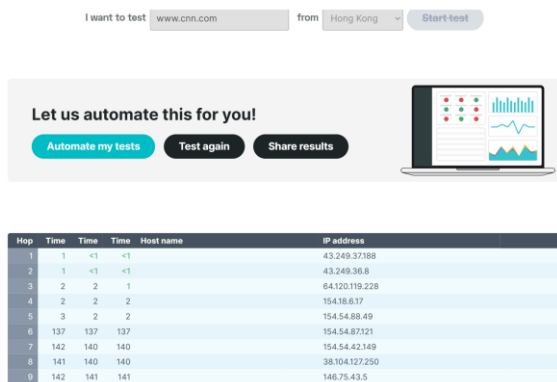 I want to test www.cnn.com from Hong Kong Start test
Let us automate this for you!
Automate my tests Test again Share results
Hop Time Time Time Host name IP address
1 1 <1 <1 43.249.37.188
2 1 <1 <1 43.249.36.8
3 2 2 1 64.120.119.228
4 2 2 2 154.18.6.17
5 3 2 2 154.54.88.49
6 137 137 137 154.54.87.121
7 142 140 140 154.54.42.149
8 141 140 140 38.104.127.250
9 142 141 141 146.75.43.5